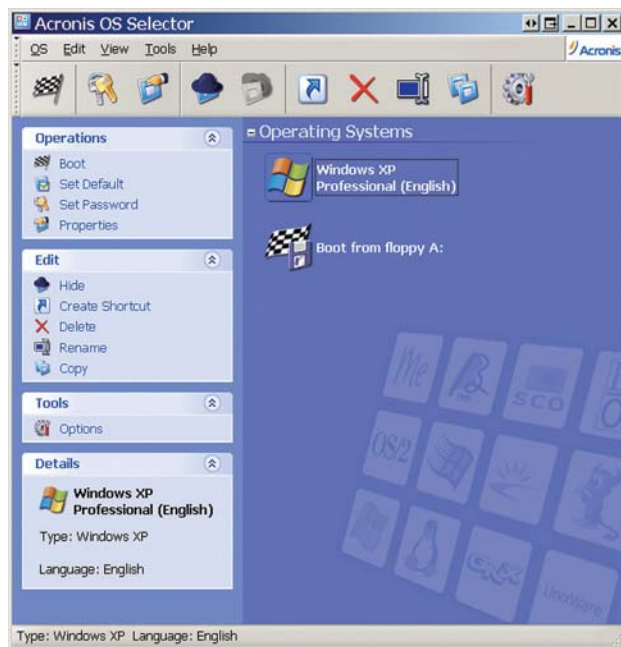 Acronis OS Selector
OS Edit View Tools Help
Acronis
Operations
Boot
Set Default
Set Password
Properties
Edit
Hide
Create Shortcut
Delete
Rename
Copy
Tools
Options
Details
Windows XP
Professional (English)
Type: Windows XP
Language: English
Operating Systems
Windows XP
Professional (English)
Boot from floppy A:
Me
SCO
OS/2
UnixWare
Type: Windows XP Language: English